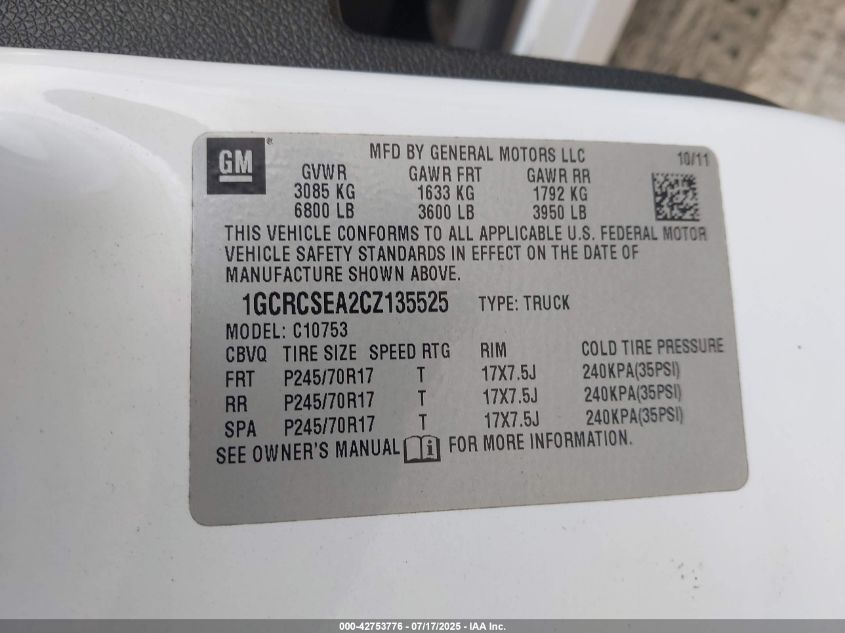 GM
MFD BY GENERAL MOTORS LLC 10/11
GVWR GAWR FRT GAWR RR
3085 KG 1633 KG 1792 KG
6800 LB 3600 LB 3950 LB
THIS VEHICLE CONFORMS TO ALL APPLICABLE U.S. FEDERAL MOTOR
VEHICLE SAFETY STANDARDS IN EFFECT ON THE DATE OF
MANUFACTURE SHOWN ABOVE.
1GCRCSEA2CZ135525 TYPE: TRUCK
MODEL: C10753
CBVQ TIRE SIZE SPEED RTG RIM COLD TIRE PRESSURE
FRT P245/70R17 T 17X7.5J 240KPA(35PSI)
RR P245/70R17 T 17X7.5J 240KPA(35PSI)
SPA P245/70R17 T 17X7.5J 240KPA(35PSI)
SEE OWNER'S MANUAL i FOR MORE INFORMATION.
000-42753776 - 07/17/2025 - IAA Inc.